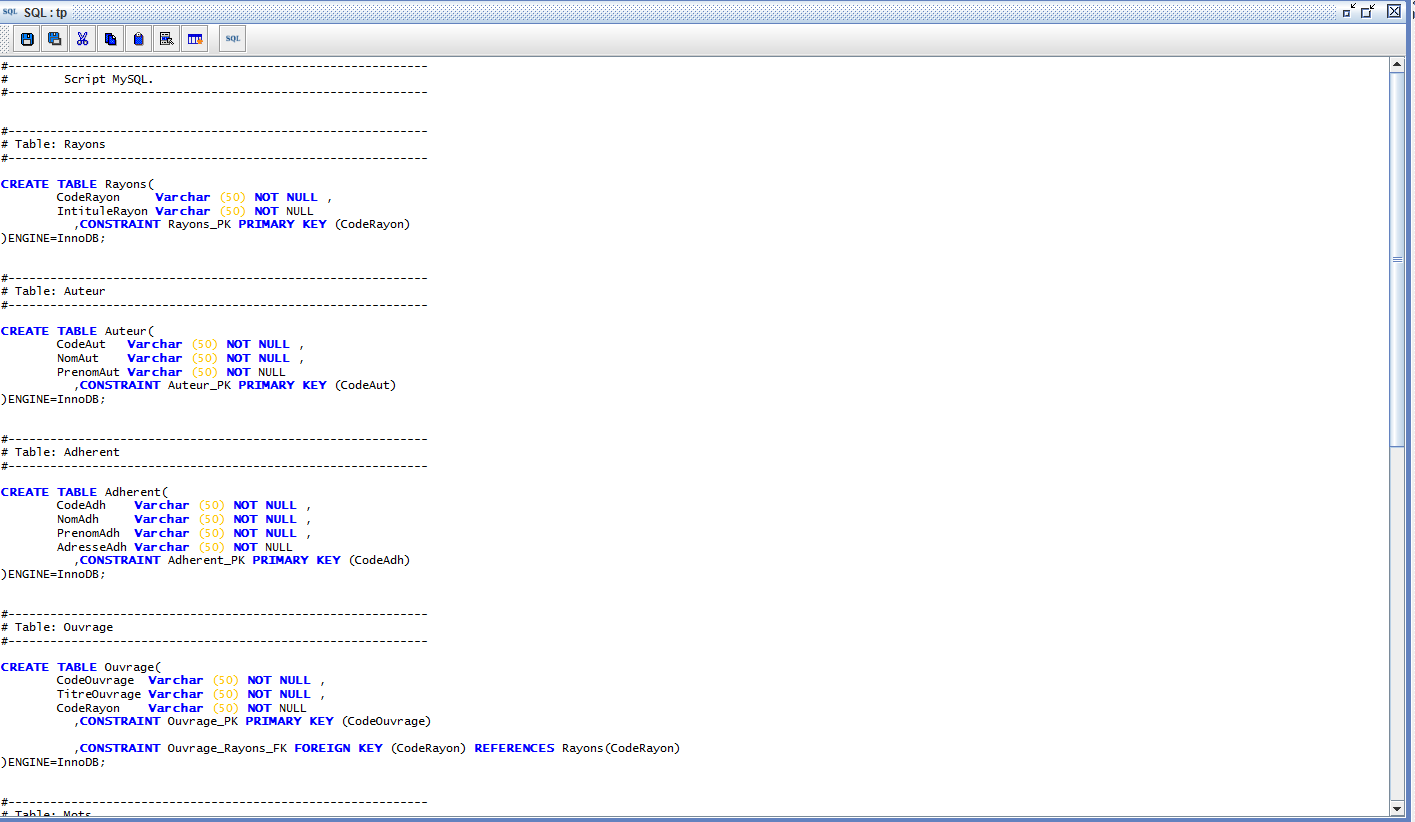 SQL SQL : tp
SQL
#------------------------------------------------------------
#        Script MySQL.
#------------------------------------------------------------
#------------------------------------------------------------
# Table: Rayons
#------------------------------------------------------------
CREATE TABLE Rayons(
        CodeRayon     Varchar (50) NOT NULL ,
        IntituleRayon Varchar (50) NOT NULL
	,CONSTRAINT Rayons_PK PRIMARY KEY (CodeRayon)
)ENGINE=InnoDB;
#------------------------------------------------------------
# Table: Auteur
#------------------------------------------------------------
CREATE TABLE Auteur(
        CodeAut   Varchar (50) NOT NULL ,
        NomAut    Varchar (50) NOT NULL ,
        PrenomAut Varchar (50) NOT NULL
	,CONSTRAINT Auteur_PK PRIMARY KEY (CodeAut)
)ENGINE=InnoDB;
#------------------------------------------------------------
# Table: Adherent
#------------------------------------------------------------
CREATE TABLE Adherent(
        CodeAdh    Varchar (50) NOT NULL ,
        NomAdh     Varchar (50) NOT NULL ,
        PrenomAdh  Varchar (50) NOT NULL ,
        AdresseAdh Varchar (50) NOT NULL
	,CONSTRAINT Adherent_PK PRIMARY KEY (CodeAdh)
)ENGINE=InnoDB;
#------------------------------------------------------------
# Table: Ouvrage
#------------------------------------------------------------
CREATE TABLE Ouvrage(
        CodeOuvrage  Varchar (50) NOT NULL ,
        TitreOuvrage Varchar (50) NOT NULL ,
        CodeRayon    Varchar (50) NOT NULL
	,CONSTRAINT Ouvrage_PK PRIMARY KEY (CodeOuvrage)
	,CONSTRAINT Ouvrage_Rayons_FK FOREIGN KEY (CodeRayon) REFERENCES Rayons(CodeRayon)
)ENGINE=InnoDB;
#------------------------------------------------------------
# Table: Mots